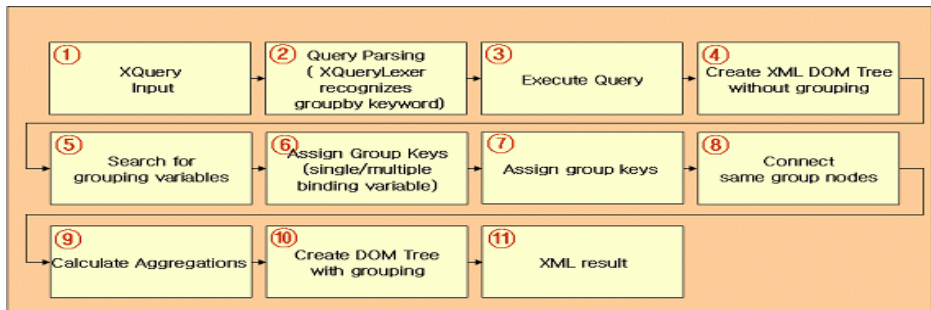 ①
XQuery
Input
②
Query Parsing
( XQueryLexer
recognizes
groupby keyword)
③
Execute Query
④
Create XML DOM Tree
without grouping
⑤
Search for
grouping variables
⑥
Assign Group Keys
(single/multiple
binding variable)
⑦
Assign group keys
⑧
Connect
same group nodes
⑨
Calculate Aggregations
⑩
Create DOM Tree
with grouping
⑪
XML result